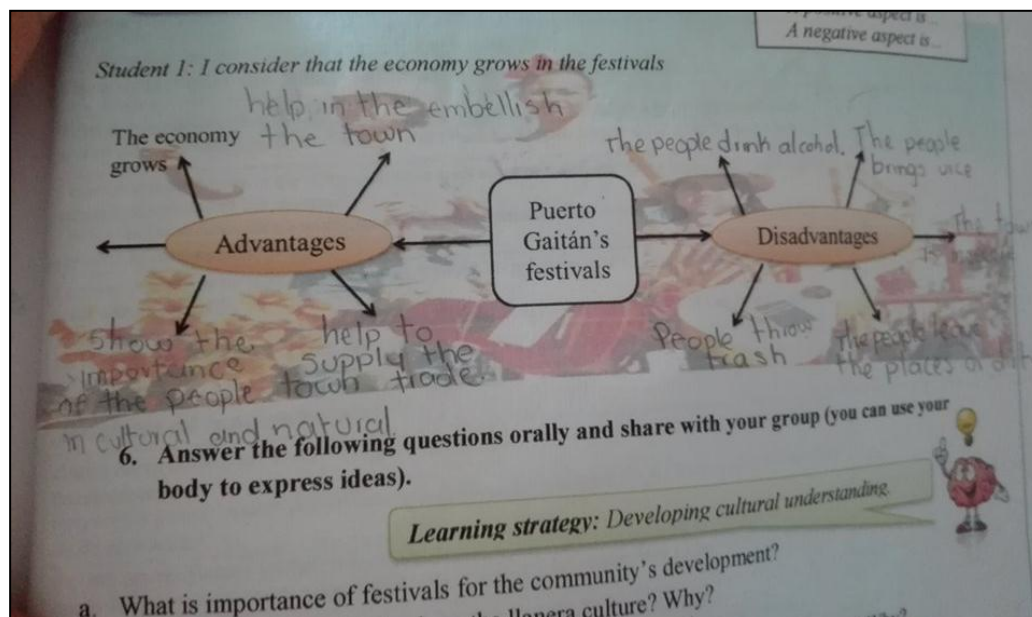 A negative aspect is...
Student 1: I consider that the economy grows in the festivals
help in the embellish
the town
The economy
grows
The people drink alcohol.
The people
brings vice
Puerto
Gaitán's
festivals
Advantages
Disadvantages
show the
importance
of the people
in cultural and natural
help to
supply the
town trade.
People throw
trash
The people leave
the places
6. Answer the following questions orally and share with your group (you can use your
body to express ideas).
Learning strategy: Developing cultural understanding.
a. What is importance of festivals for the community's development?
llanera culture? Why?